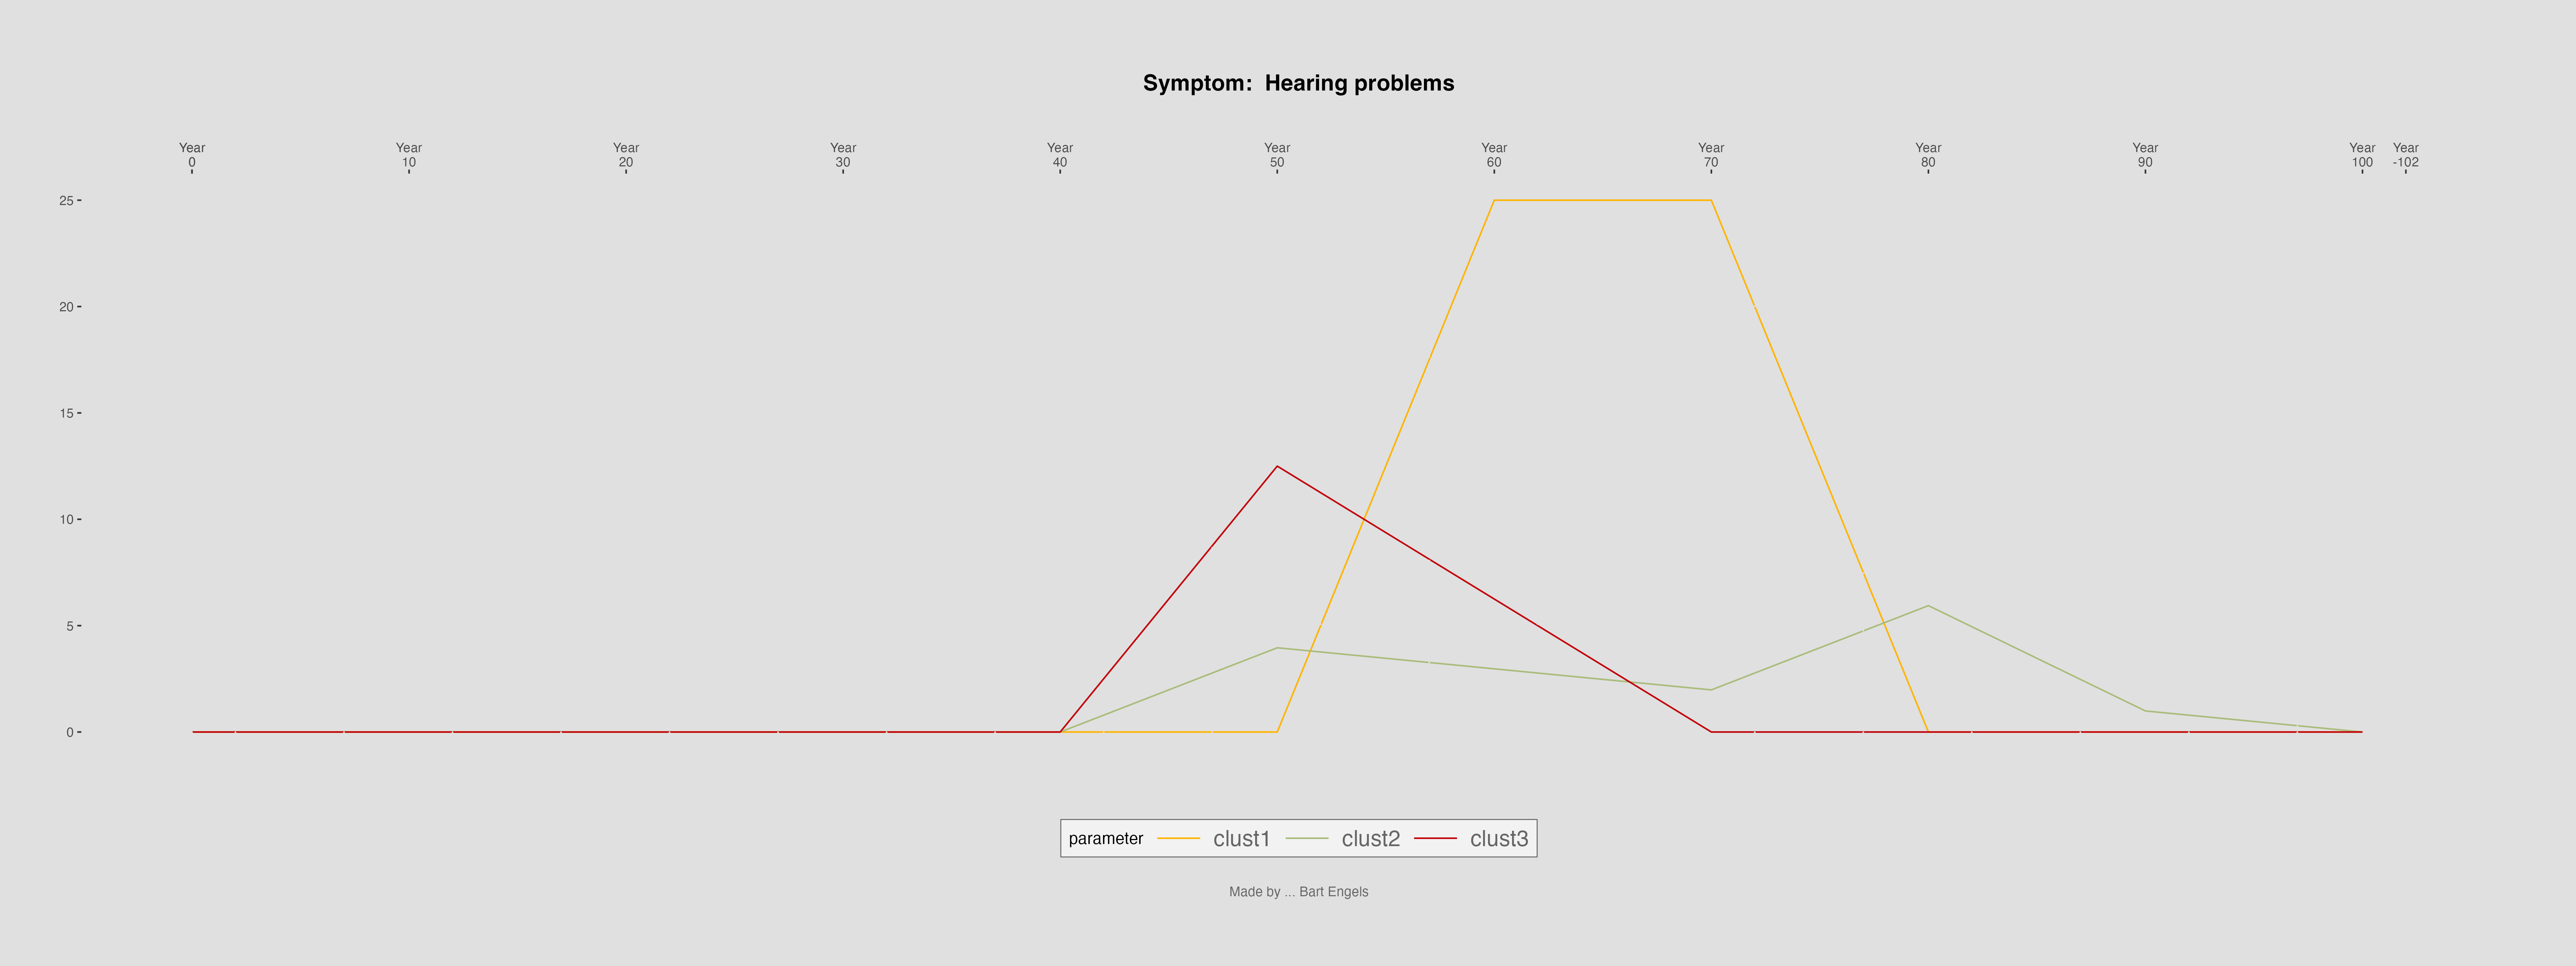 Symptom:  Hearing problems
Year Year Year Year Year Year Year Year Year Year Year Year
0 10 20 30 40 50 60 70 80 90 100 -102
25
20
15
10
5
0
parameter clust1 clust2 clust3
Made by ... Bart Engels